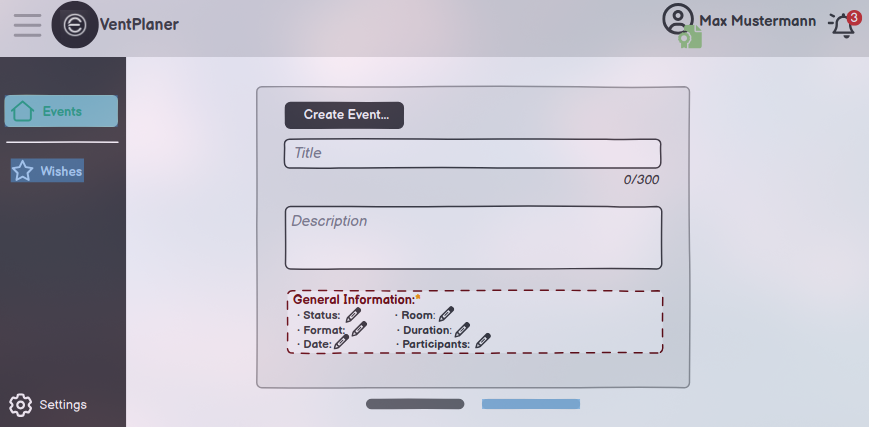 VentPlaner
Max Mustermann
3
Events
Wishes
Settings
Create Event...
Title
0/300
Description
General Information:*
· Status:
· Room:
· Format:
· Duration:
· Date:
· Participants: